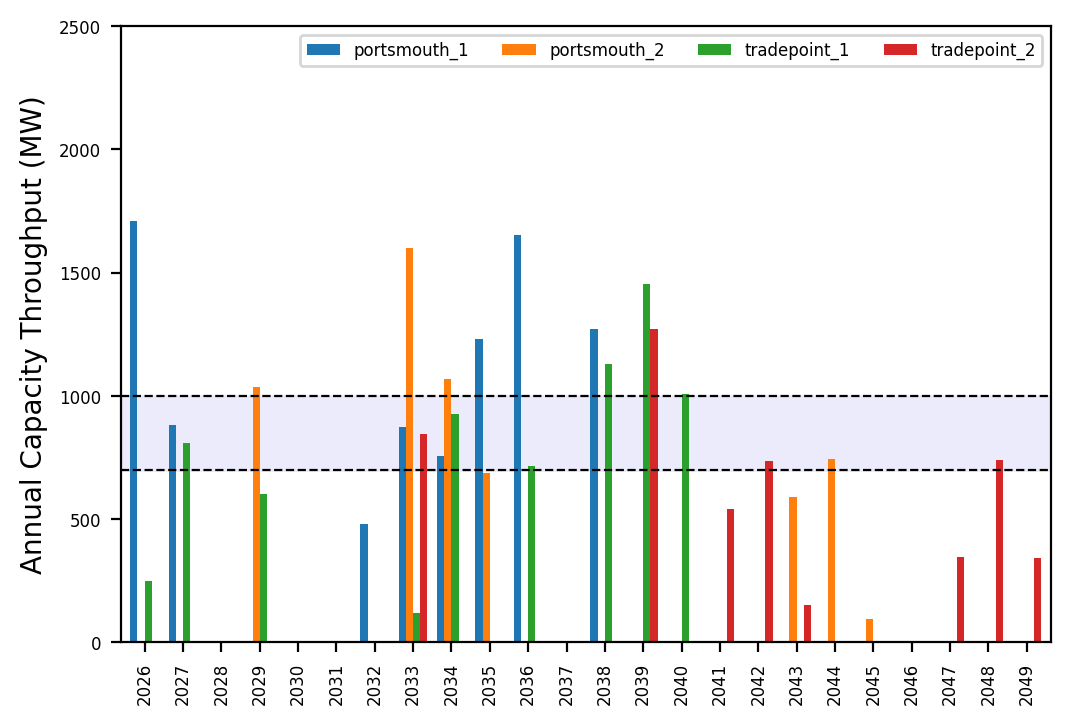 portsmouth_1 portsmouth_2 tradepoint_1 tradepoint_2
Annual Capacity Throughput (MW)
2500
2000
1500
1000
500
0
2026 2027 2028 2029 2030 2031 2032 2033 2034 2035 2036 2037 2038 2039 2040 2041 2042 2043 2044 2045 2046 2047 2048 2049